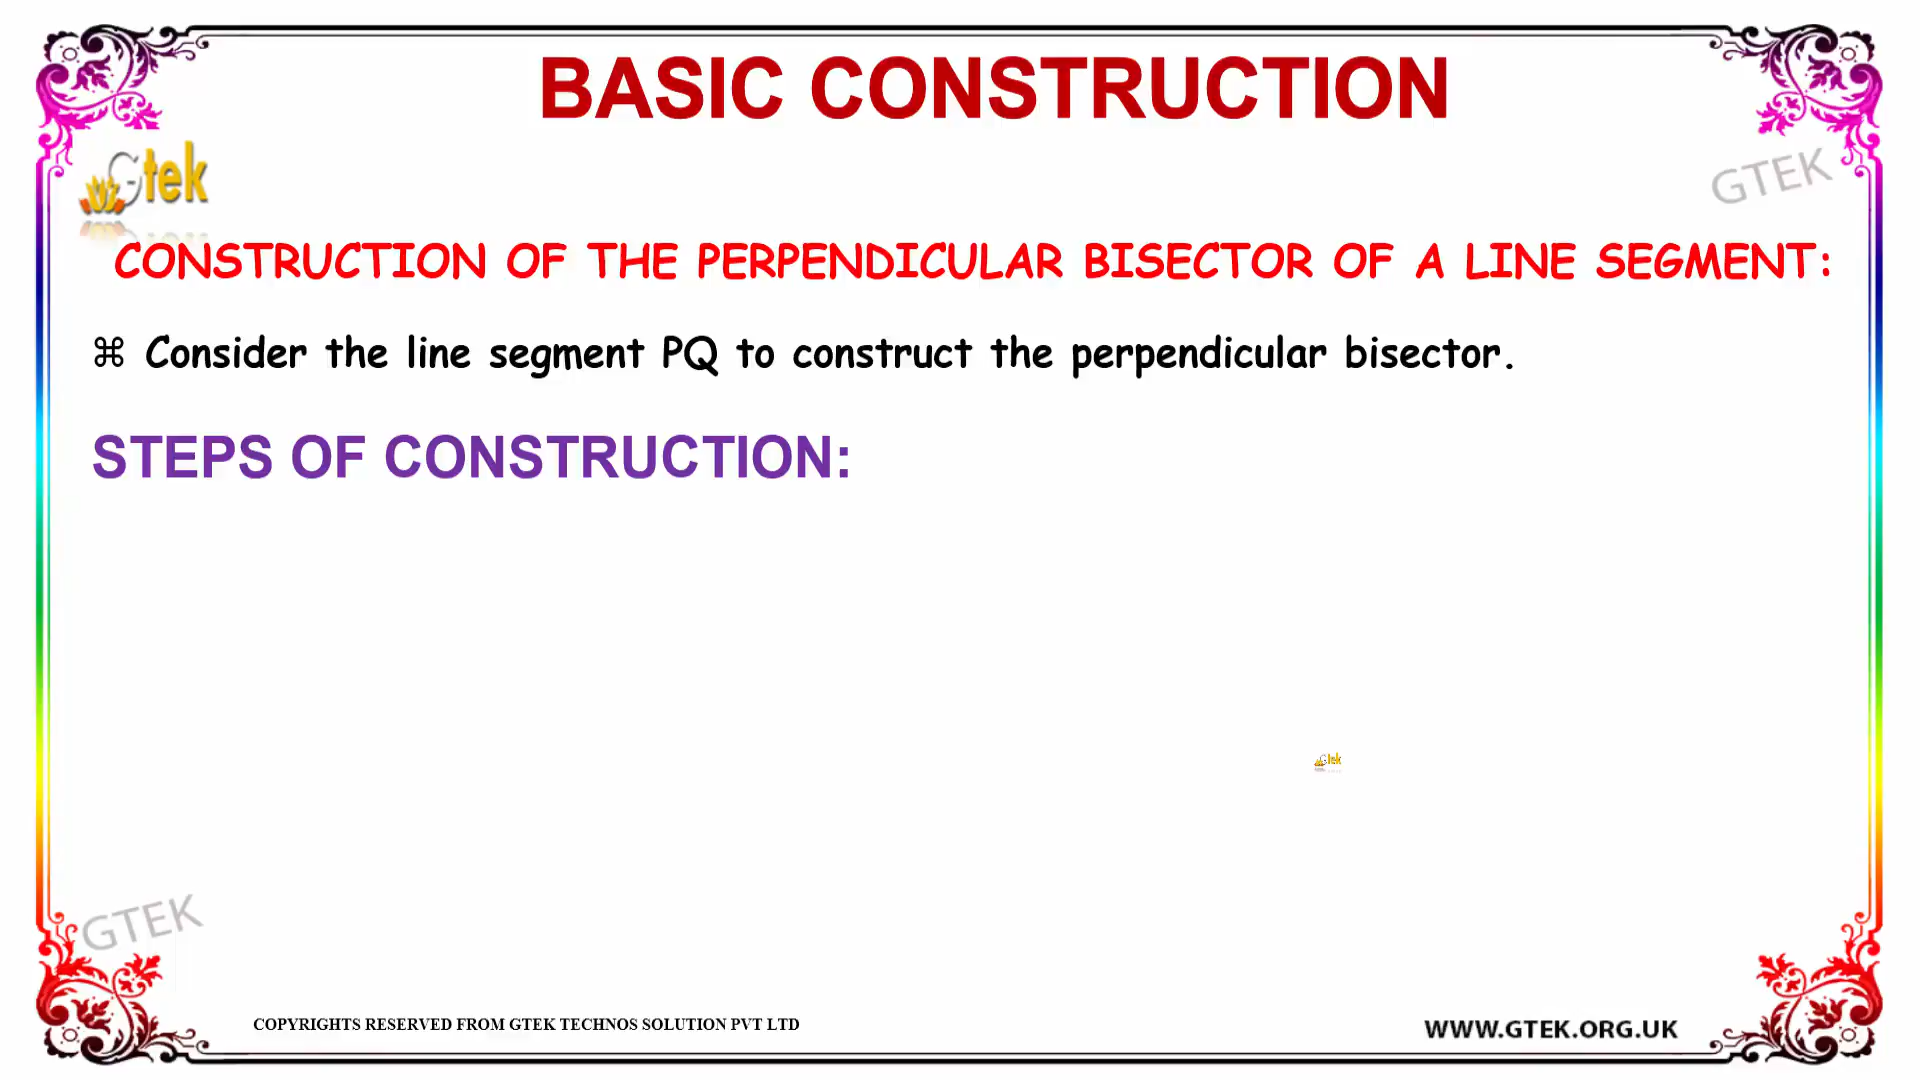 BASIC CONSTRUCTION
Gtek
GTEK
CONSTRUCTION OF THE PERPENDICULAR BISECTOR OF A LINE SEGMENT:
⌘ Consider the line segment PQ to construct the perpendicular bisector.
STEPS OF CONSTRUCTION:
Gtek
GTEK
COPYRIGHTS RESERVED FROM GTEK TECHNOS SOLUTION PVT LTD
WWW.GTEK.ORG.UK